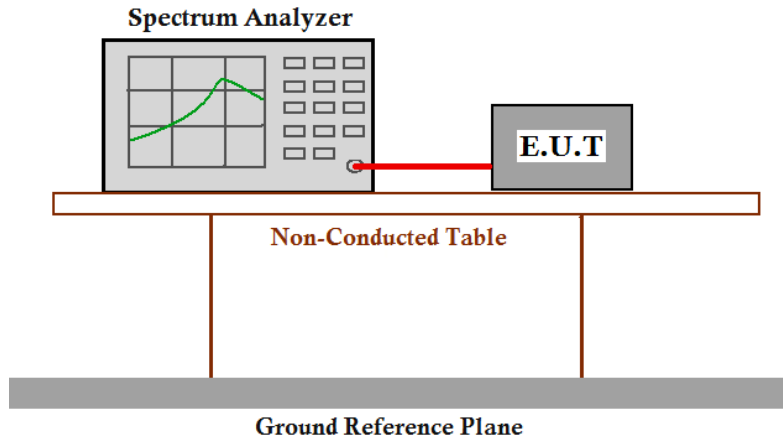 Spectrum Analyzer
E.U.T
Non-Conducted Table
Ground Reference Plane